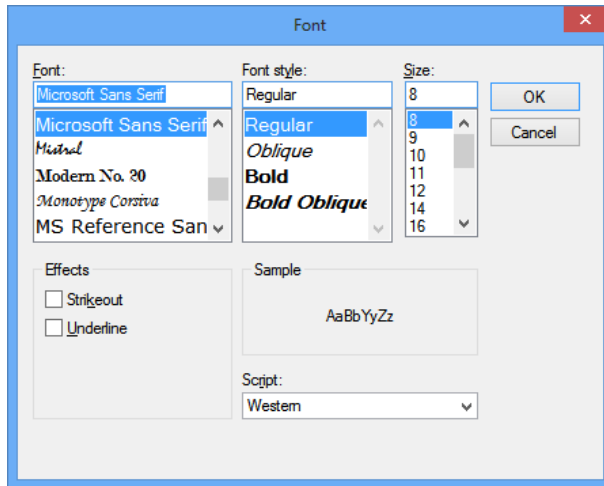 Font
Font: Font style: Size:
Microsoft Sans Serif Regular 8 OK
Microsoft Sans Serif Regular 8 Cancel
Mistral Oblique 9
Modern No. 20 Bold 10
Monotype Corsiva Bold Oblique 11
MS Reference San 12
14
16
Effects Sample
Strikeout AaBbYyZz
Underline
Script:
Western